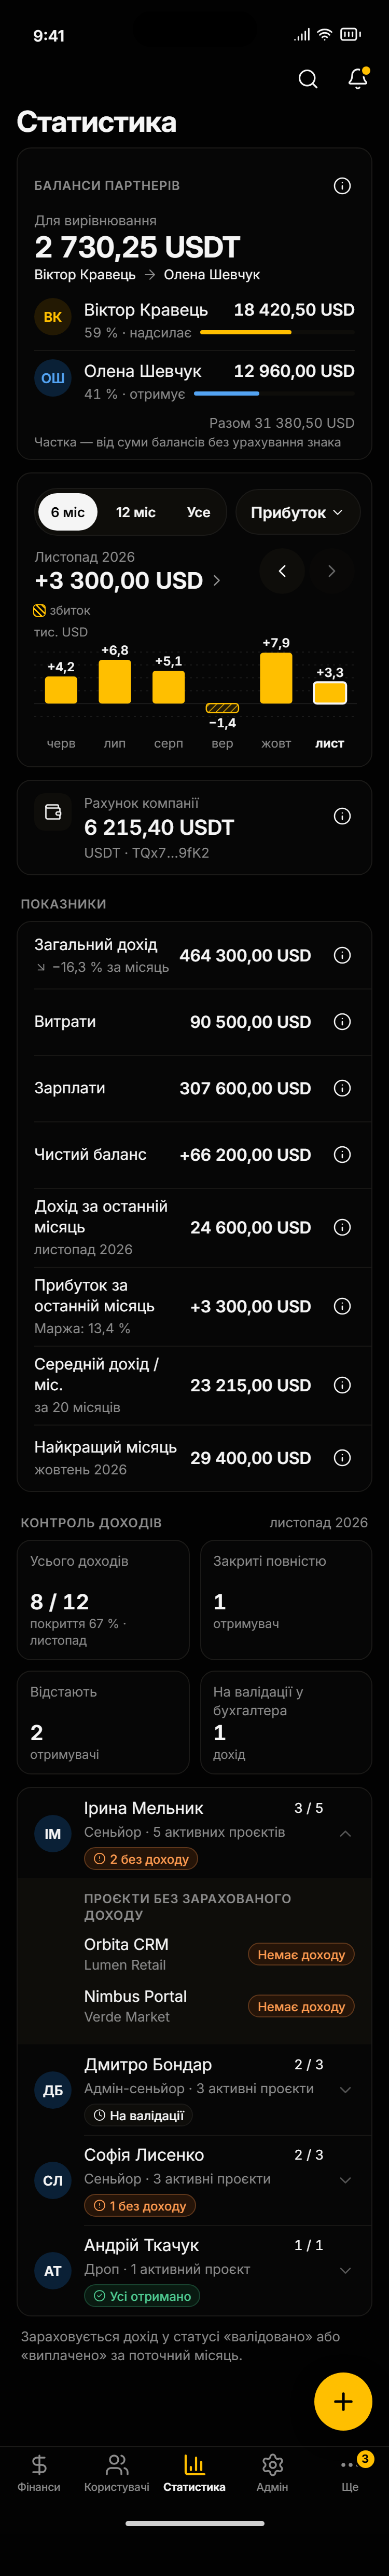 9:41
Статистика
БАЛАНСИ ПАРТНЕРІВ
Для вирівнювання
2 730,25 USDT
Віктор Кравець → Олена Шевчук
ВК
Віктор Кравець 18 420,50 USD
59 % · надсилає
ОШ
Олена Шевчук 12 960,00 USD
41 % · отримує
Разом 31 380,50 USD
Частка — від суми балансів без урахування знака
6 міс 12 міс Усе Прибуток
Листопад 2026
+3 300,00 USD
збиток
тис. USD
+4,2 +6,8 +5,1 −1,4 +7,9 +3,3
черв лип серп вер жовт лист
Рахунок компанії
6 215,40 USDT
USDT · TQx7...9fK2
ПОКАЗНИКИ
Загальний дохід 464 300,00 USD
↘ −16,3 % за місяць
Витрати 90 500,00 USD
Зарплати 307 600,00 USD
Чистий баланс +66 200,00 USD
Дохід за останній
місяць 24 600,00 USD
листопад 2026
Прибуток за
останній місяць +3 300,00 USD
Маржа: 13,4 %
Середній дохід /
міс. 23 215,00 USD
за 20 місяців
Найкращий місяць 29 400,00 USD
жовтень 2026
КОНТРОЛЬ ДОХОДІВ листопад 2026
Усього доходів
8 / 12
покриття 67 % ·
листопад
Закриті повністю
1
отримувач
Відстають
2
отримувачі
На валідації у
бухгалтера
1
дохід
ІМ
Ірина Мельник 3 / 5
Сеньйор · 5 активних проєктів
2 без доходу
ПРОЄКТИ БЕЗ ЗАРАХОВАНОГО
ДОХОДУ
Orbita CRM
Lumen Retail
Немає доходу
Nimbus Portal
Verde Market
Немає доходу
ДБ
Дмитро Бондар 2 / 3
Адмін-сеньйор · 3 активні проєкти
На валідації
СЛ
Софія Лисенко 2 / 3
Сеньйор · 3 активні проєкти
1 без доходу
АТ
Андрій Ткачук 1 / 1
Дроп · 1 активний проєкт
Усі отримано
Зараховується дохід у статусі «валідовано» або
«виплачено» за поточний місяць.
3
Фінанси Користувачі Статистика Адмін Ще